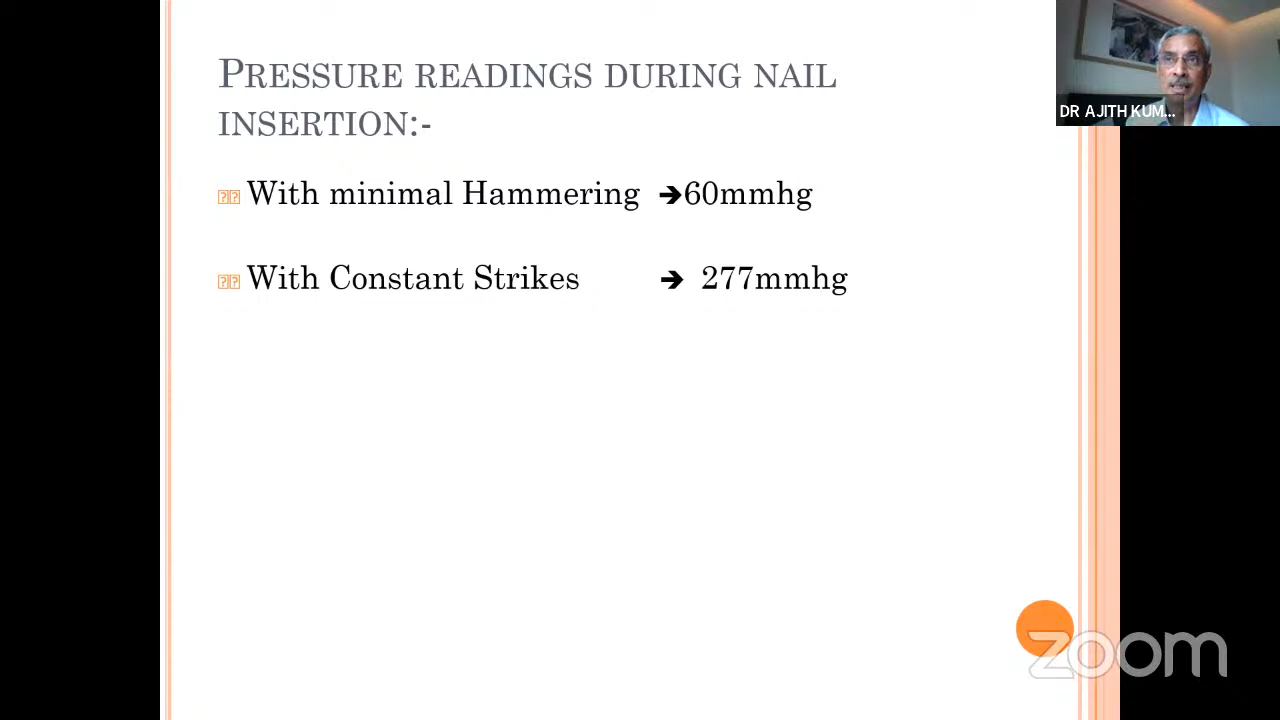 PRESSURE READINGS DURING NAIL
INSERTION:-
With minimal Hammering ➔60mmhg
With Constant Strikes ➔ 277mmhg
DR AJITH KUM...
zoom